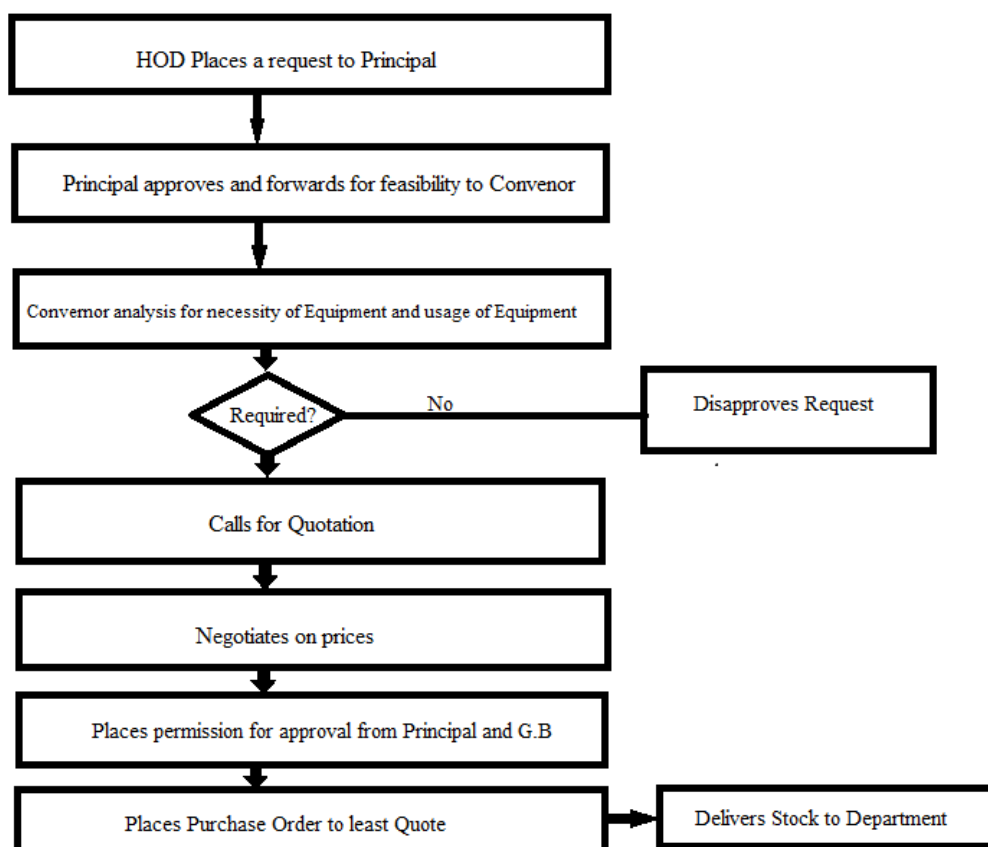 HOD Places a request to Principal
Principal approves and forwards for feasibility to Convenor
Convernor analysis for necessity of Equipment and usage of Equipment
Required?
No
Disapproves Request
Calls for Quotation
Negotiates on prices
Places permission for approval from Principal and G.B
Places Purchase Order to least Quote
Delivers Stock to Department